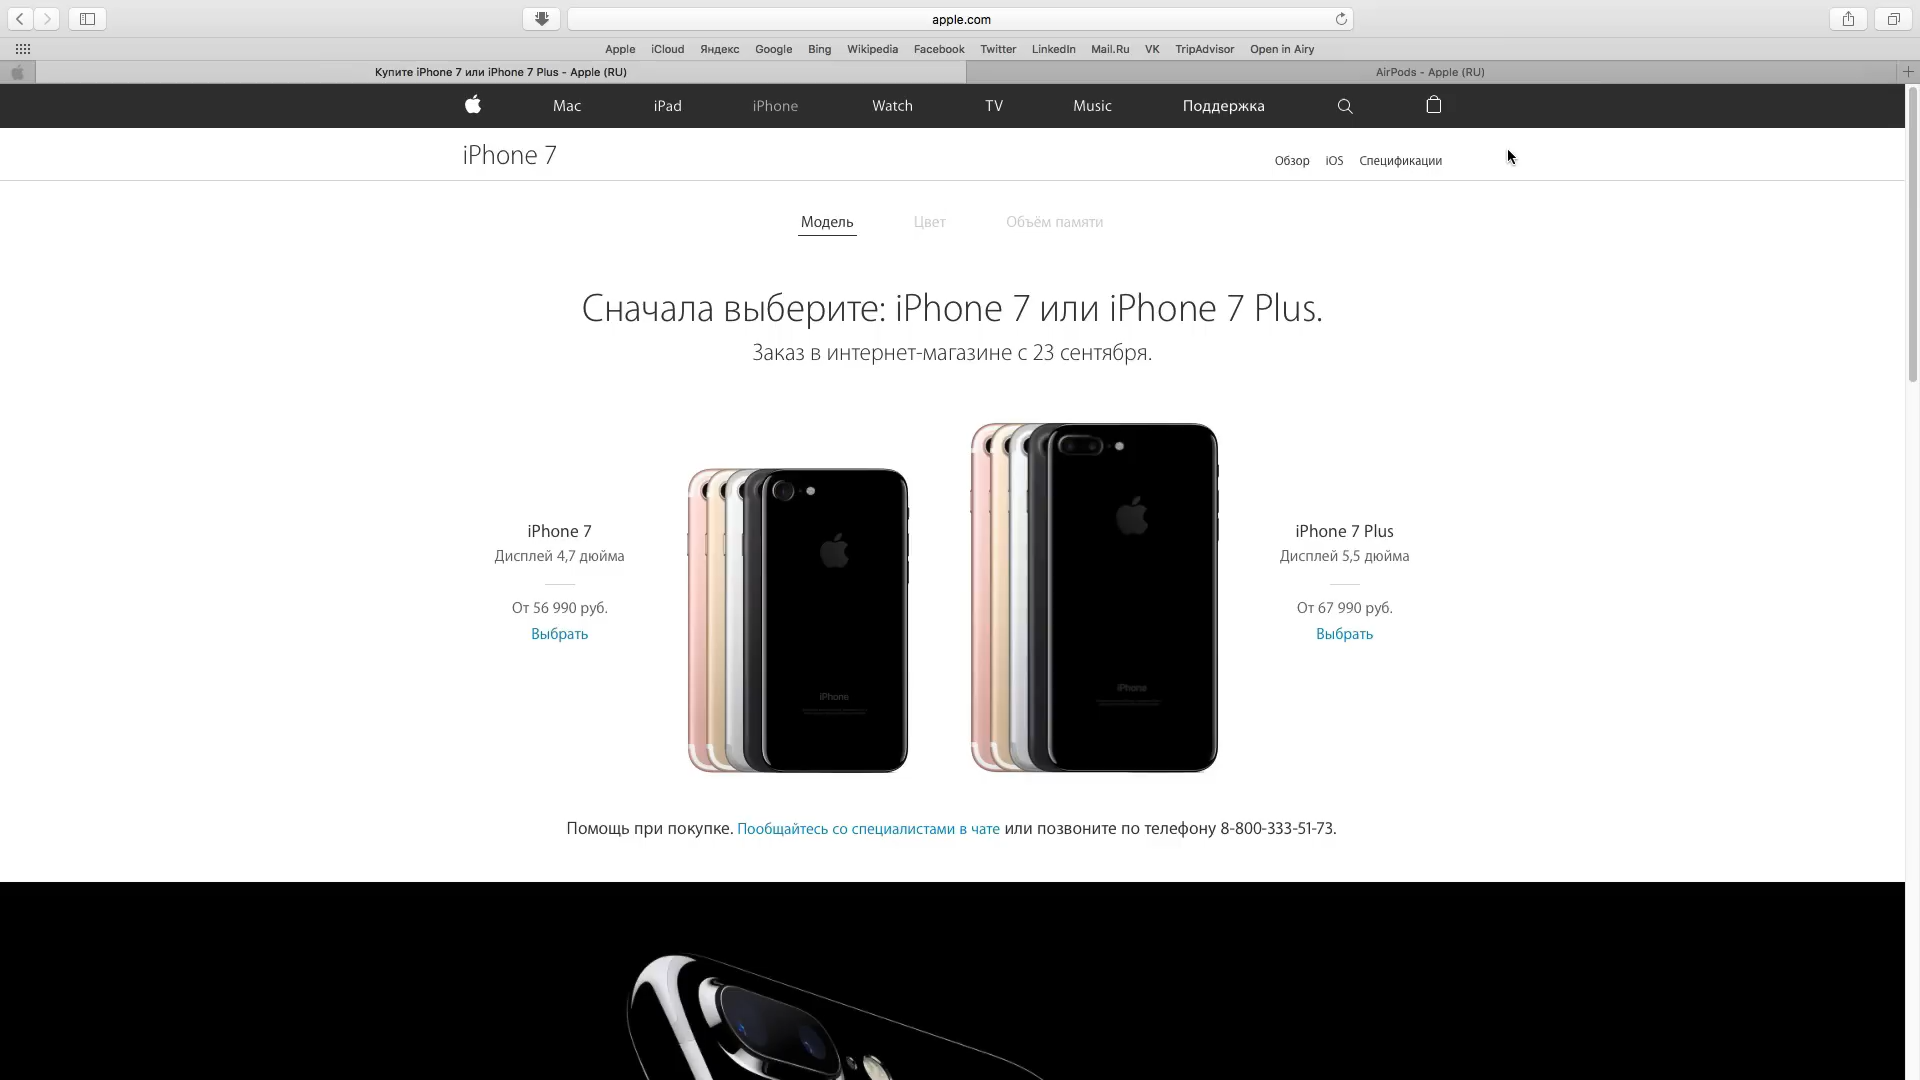 apple.com
Apple iCloud Яндекс Google Bing Wikipedia Facebook Twitter LinkedIn Mail.Ru VK TripAdvisor Open in Airy
Купите iPhone 7 или iPhone 7 Plus - Apple (RU)
AirPods - Apple (RU)
Mac iPad iPhone Watch TV Music Поддержка
iPhone 7
Обзор iOS Спецификации
Модель Цвет Объём памяти
Сначала выберите: iPhone 7 или iPhone 7 Plus.
Заказ в интернет-магазине с 23 сентября.
iPhone 7
Дисплей 4,7 дюйма
От 56 990 руб.
Выбрать
iPhone
iPhone
iPhone 7 Plus
Дисплей 5,5 дюйма
От 67 990 руб.
Выбрать
Помощь при покупке. Пообщайтесь со специалистами в чате или позвоните по телефону 8-800-333-51-73.